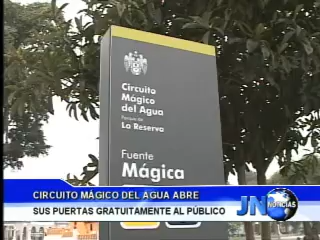 Circuito
Mágico
del Agua
Parque de
La Reserva
Fuente
Mágica
CIRCUITO MÁGICO DEL AGUA ABRE
SUS PUERTAS GRATUITAMENTE AL PÚBLICO
JN
NOTICIAS